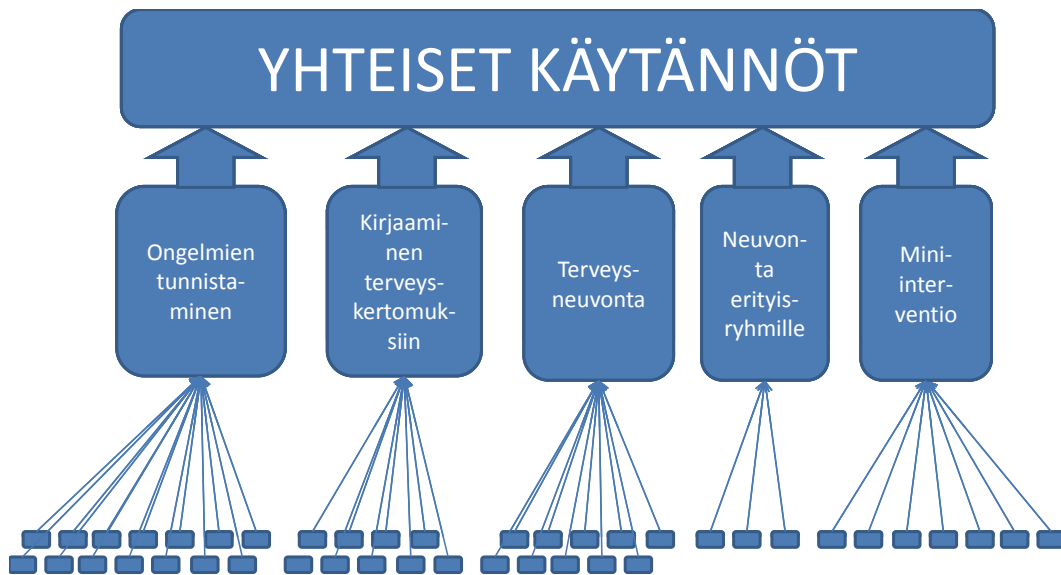 YHTEISET KÄYTÄNNÖT
Ongelmien
tunnista-
minen
Kirjaami-
nen
terveys-
kertomuk-
siin
Terveys-
neuvonta
Neuvon-
ta
erityis-
ryhmille
Mini-
inter-
ventio